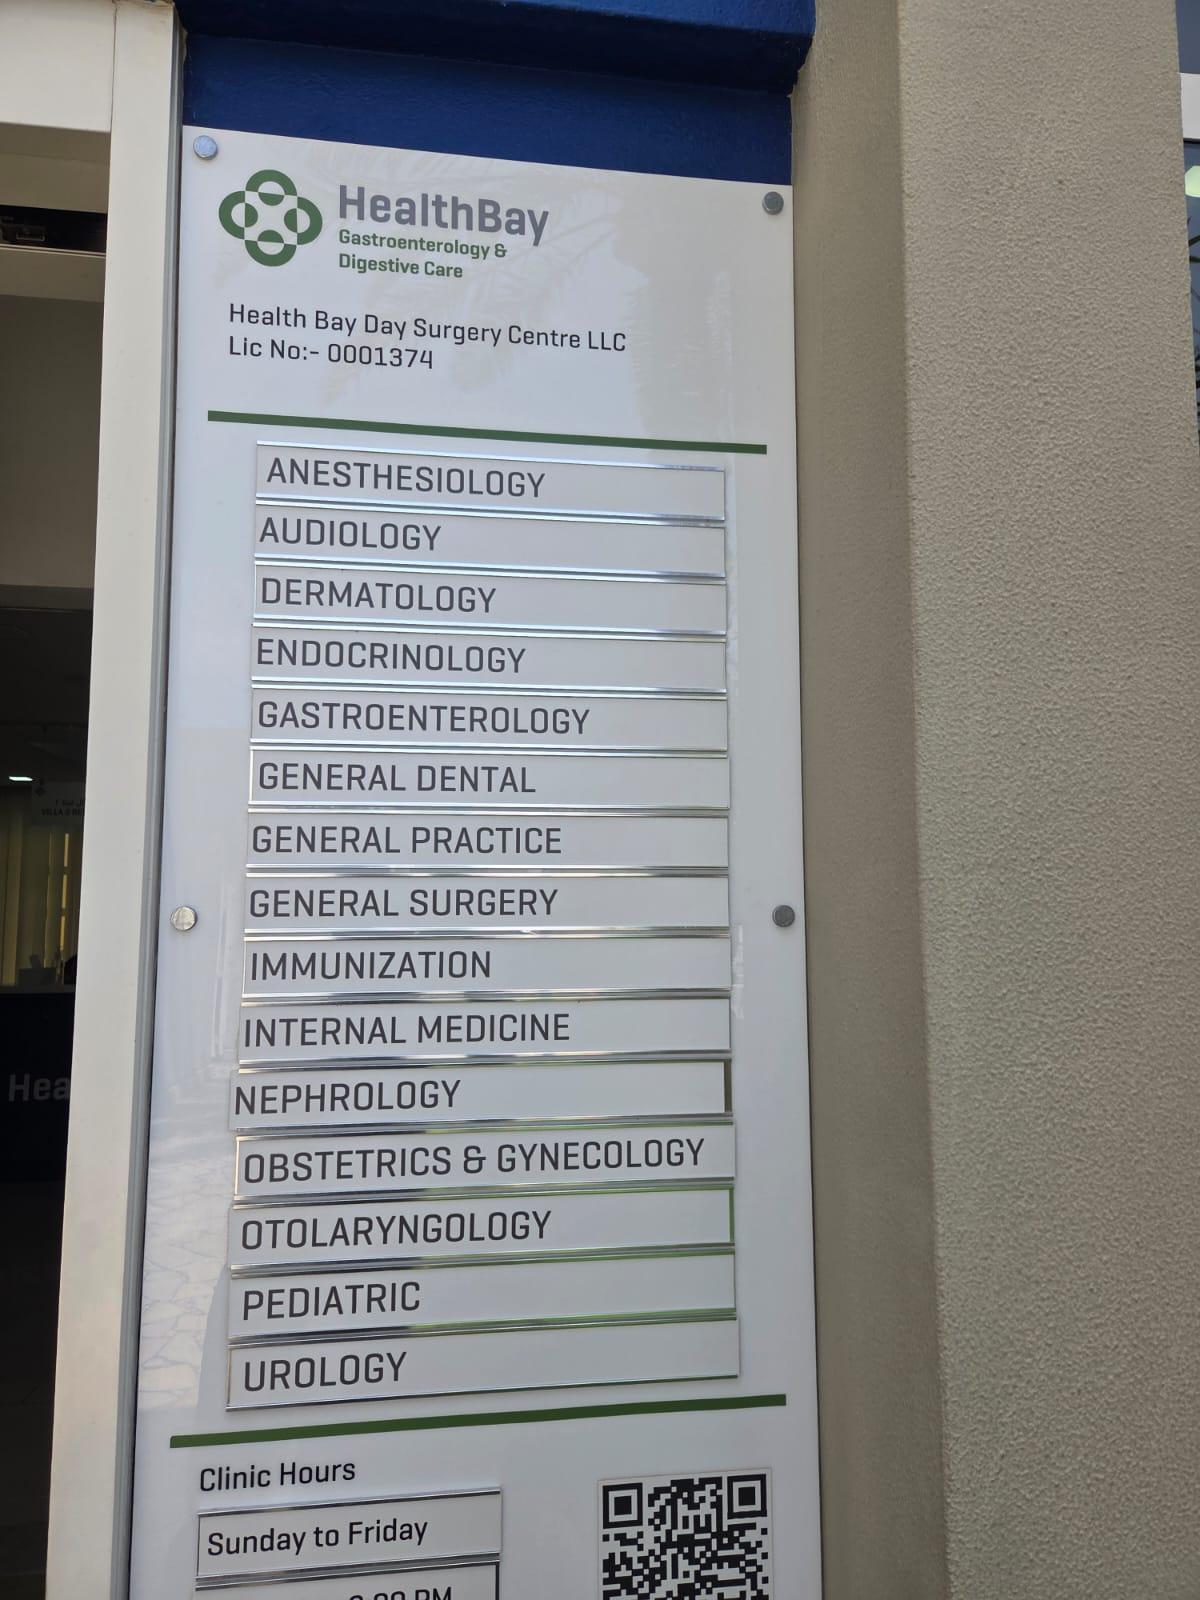 HealthBay
Gastroenterology &
Digestive Care
Health Bay Day Surgery Centre LLC
Lic No:- 0001374
ANESTHESIOLOGY
AUDIOLOGY
DERMATOLOGY
ENDOCRINOLOGY
GASTROENTEROLOGY
GENERAL DENTAL
GENERAL PRACTICE
GENERAL SURGERY
IMMUNIZATION
INTERNAL MEDICINE
NEPHROLOGY
OBSTETRICS & GYNECOLOGY
OTOLARYNGOLOGY
PEDIATRIC
UROLOGY
Clinic Hours
Sunday to Friday
PM
Hea